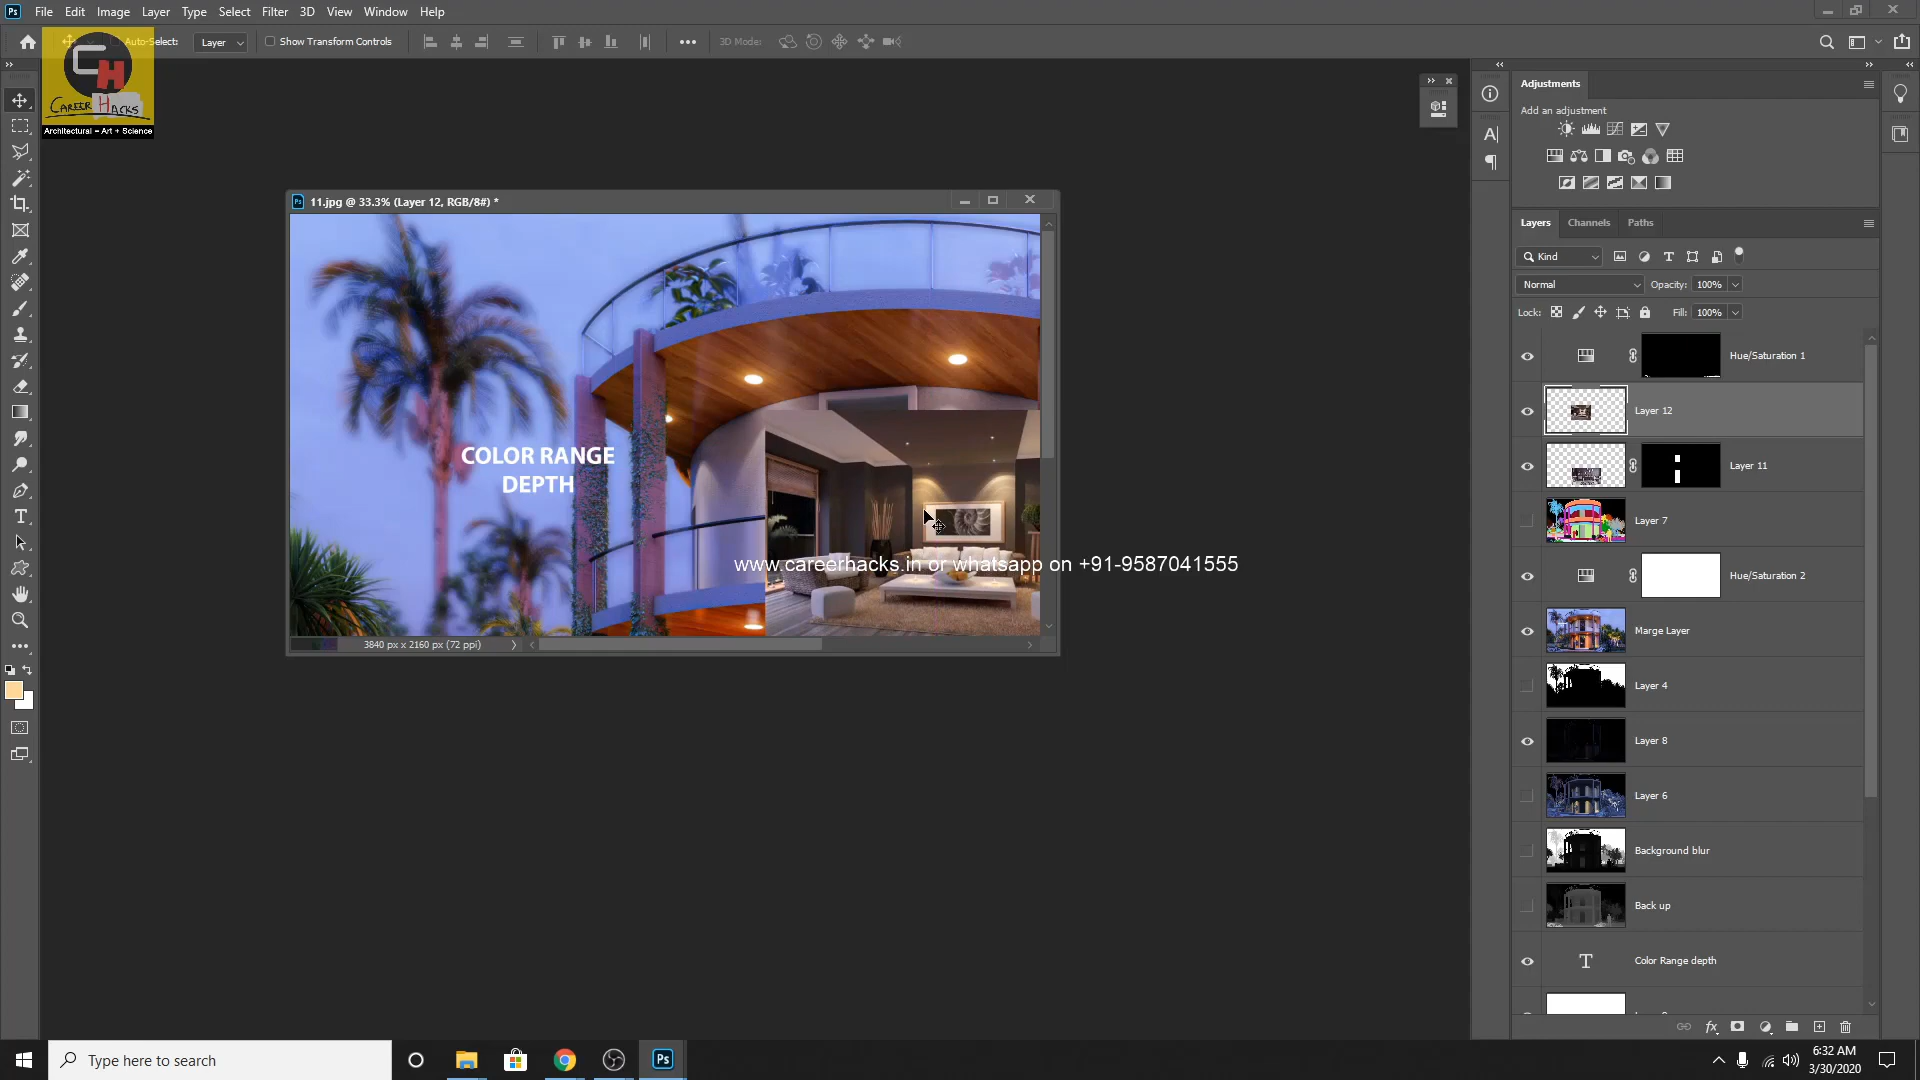 File Edit Image Layer Type Select Filter 3D View Window Help
Auto-Select: Layer Show Transform Controls 3D Mode:
CAREER HACKS
Architectural = Art + Science
11.jpg @ 33.3% (Layer 12, RGB/8#) *
COLOR RANGE
DEPTH
www.careerhacks.in or whatsapp on +91-9587041555
3840 px x 2160 px (72 ppi)
Adjustments
Add an adjustment
Layers Channels Paths
Kind
Normal Opacity: 100%
Lock: Fill: 100%
Hue/Saturation 1
Layer 12
Layer 11
Layer 7
Hue/Saturation 2
Marge Layer
Layer 4
Layer 8
Layer 6
Background blur
Back up
Color Range depth
Type here to search
6:32 AM
3/30/2020